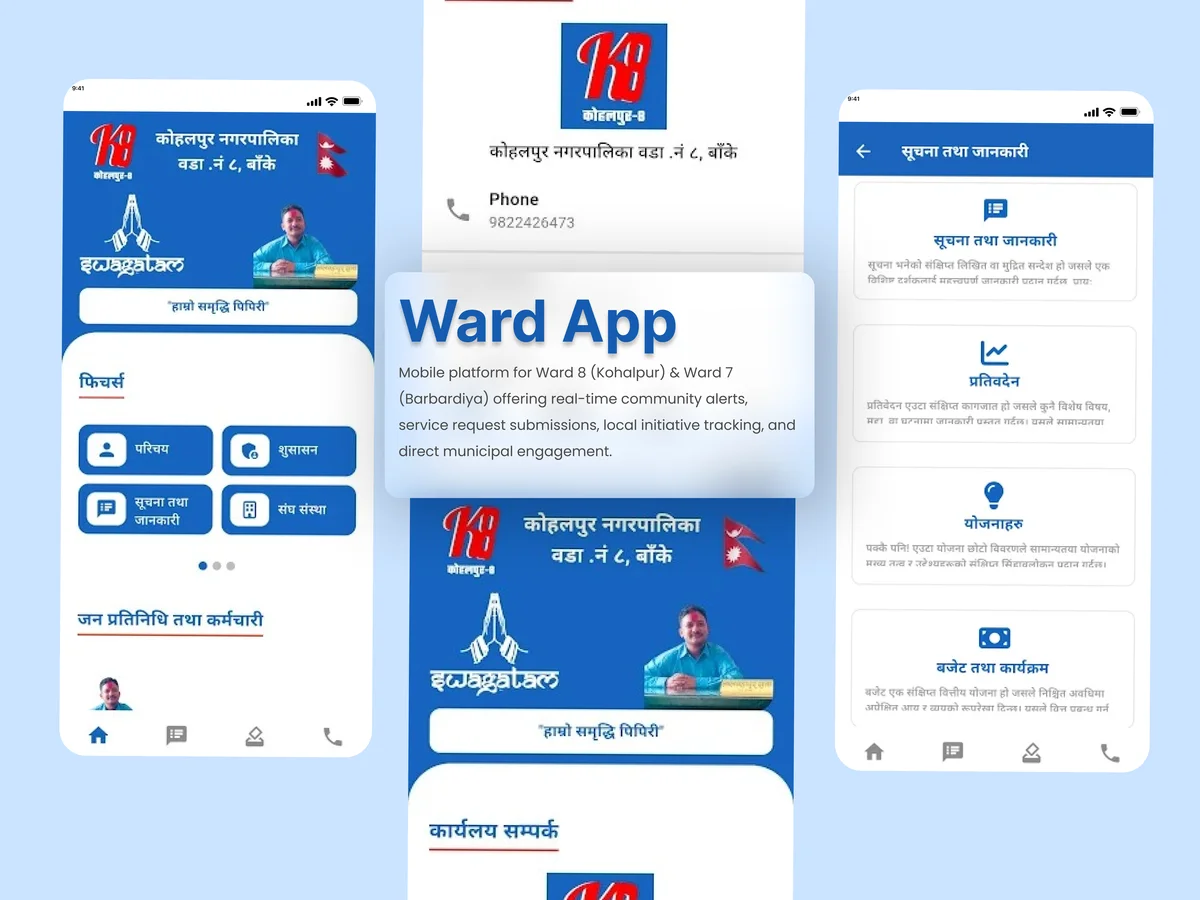 9:41
K8
कोहलपुर-8
कोहलपुर नगरपालिका
वडा .नं ८, बाँके
swagatam
"हाम्रो समृद्धि पिपिरी"
फिचर्स
परिचय
शुसासन
सूचना तथा
जानकारी
संघ संस्था
जन प्रतिनिधि तथा कर्मचारी
K8
कोहलपुर-8
कोहलपुर नगरपालिका वडा .नं ८, बाँके
Phone
9822426473
Ward App
Mobile platform for Ward 8 (Kohalpur) & Ward 7
(Barbardiya) offering real-time community alerts,
service request submissions, local initiative tracking, and
direct municipal engagement.
K8
कोहलपुर-8
कोहलपुर नगरपालिका
वडा .नं ८, बाँके
swagatam
"हाम्रो समृद्धि पिपिरी"
कार्यलय सम्पर्क
9:41
सूचना तथा जानकारी
सूचना तथा जानकारी
सूचना भनेको संक्षिप्त लिखित वा मुद्रित सन्देश हो जसले एक
विशिष्ट दर्शकलाई महत्त्वपूर्ण जानकारी प्रदान गर्दछ, प्राय:
प्रतिवदेन
प्रतिवेदन एउटा संक्षिप्त कागजात हो जसले कुनै विशेष विषय,
मुद्दा, वा घटनामा जानकारी प्रस्तुत गर्दछ। यसले सामान्यतया
योजनाहरु
पक्कै पनि! एउटा योजना छोटो विवरणले सामान्यतया योजनाको
मुख्य तत्व र उद्देश्यहरूको संक्षिप्त सिंहावलोकन प्रदान गर्दछ।
बजेट तथा कार्यक्रम
बजेट एक संक्षिप्त वित्तीय योजना हो जसले निश्चित अवधिमा
अपेक्षित आय र व्ययको रूपरेखा दिन्छ। यसले वित्त प्रबन्ध गर्न